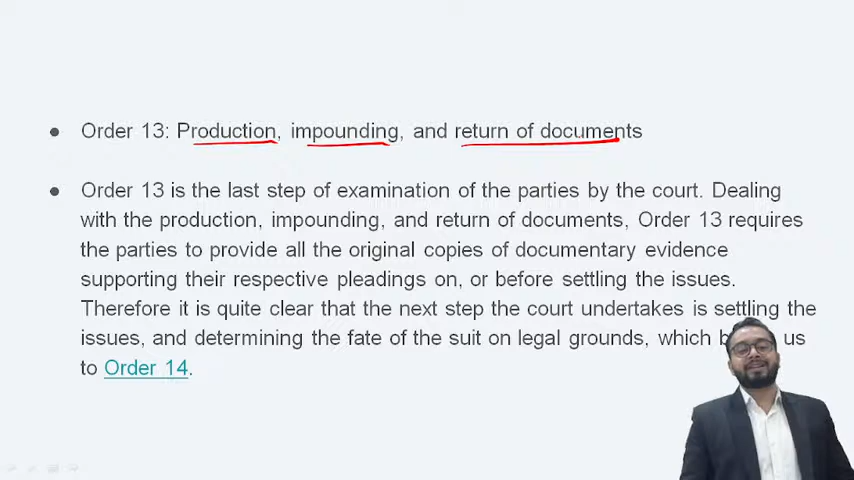 ● Order 13: Production, impounding, and return of documents
● Order 13 is the last step of examination of the parties by the court. Dealing
with the production, impounding, and return of documents, Order 13 requires
the parties to provide all the original copies of documentary evidence
supporting their respective pleadings on, or before settling the issues.
Therefore it is quite clear that the next step the court undertakes is settling the
issues, and determining the fate of the suit on legal grounds, which us
to Order 14.